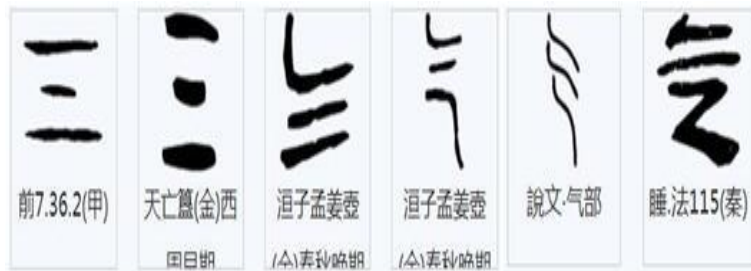 前7.36.2(甲)
天亡簋(金)西
周早期
洹子孟姜壺
(金)春秋晚期
洹子孟姜壺
(金)春秋晚期
說文·气部
睡.法115(秦)